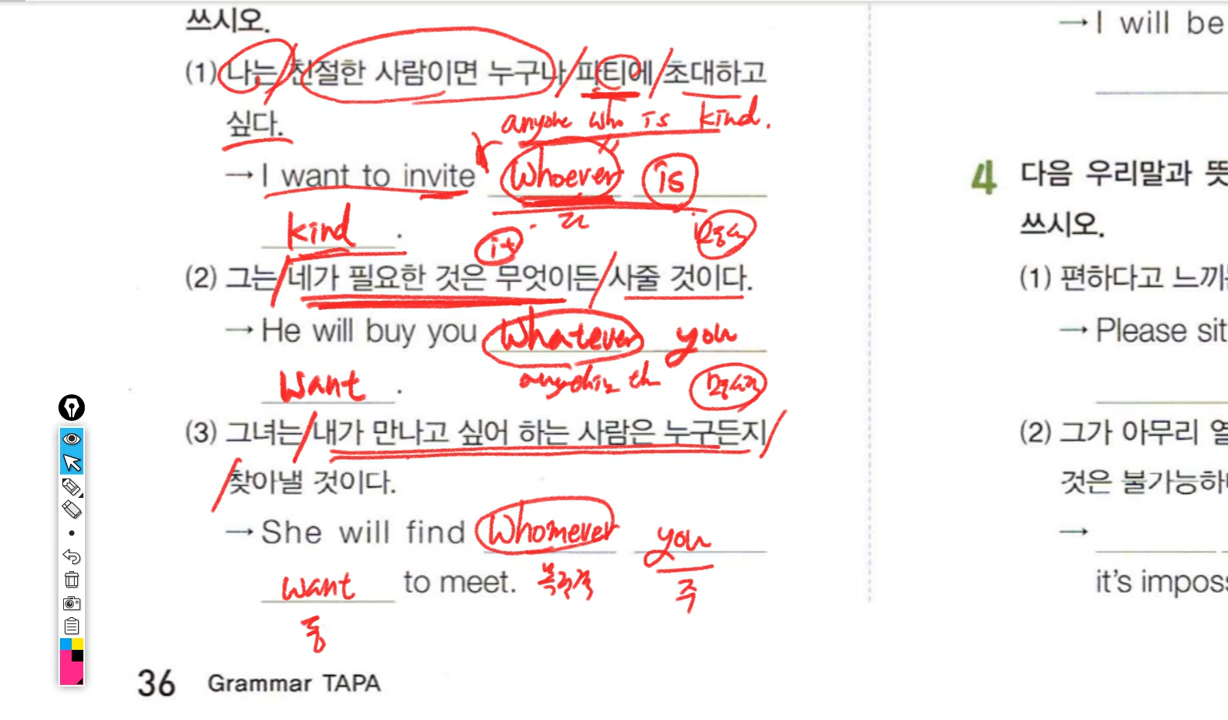 쓰시오.
(1) 나는 친절한 사람이면 누구나 파티에 초대하고
싶다.
anyone who is kind.
→ I want to invite Whoever is
kind .
(2) 그는 네가 필요한 것은 무엇이든 사줄 것이다.
→ He will buy you Whatever you
Want .
(3) 그녀는 내가 만나고 싶어 하는 사람은 누구든지
찾아낼 것이다.
→ She will find Whomever you
want to meet. 목적격
주
동
36 Grammar TAPA
→ I will be
4 다음 우리말과 뜻
쓰시오.
(1) 편하다고 느끼는
→ Please sit
(2) 그가 아무리 열
것은 불가능하
→
it's imposs